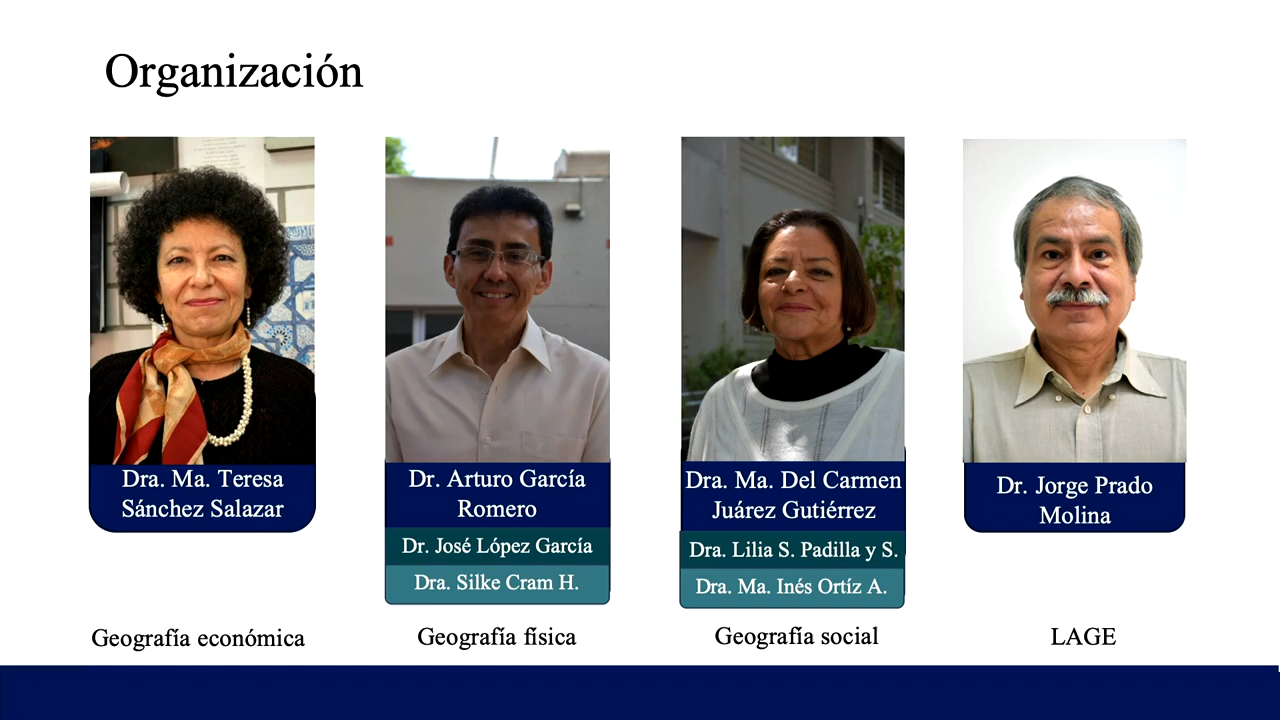 Organización
Dra. Ma. Teresa
Sánchez Salazar
Geografía económica
Dr. Arturo García
Romero
Dr. José López García
Dra. Silke Cram H.
Geografía física
Dra. Ma. Del Carmen
Juárez Gutiérrez
Dra. Lilia S. Padilla y S.
Dra. Ma. Inés Ortíz A.
Geografía social
Dr. Jorge Prado
Molina
LAGE